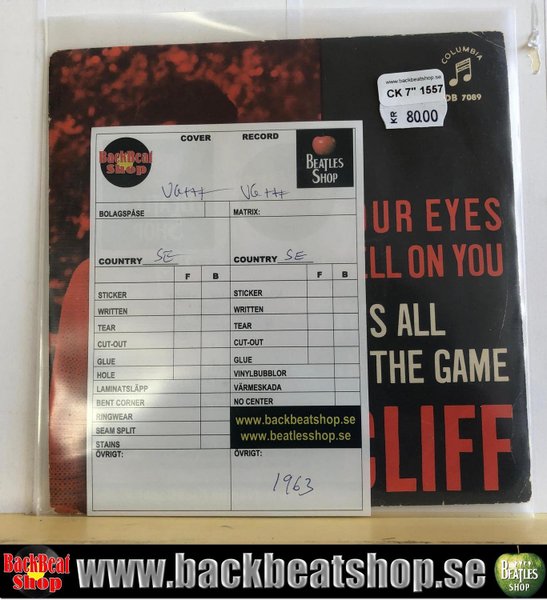 COLUMBIA
DB 7089
www.backbeatshop.se
CK 7" 1557
KR 80.00
OUR EYES
ELL ON YOU
S ALL
THE GAME
CLIFF
BackBeat
Shop
COVER RECORD
BEATLES
SHOP
VG+++ VG+++
BOLAGSPÅSE MATRIX:
COUNTRY SE COUNTRY SE
F B F B
STICKER STICKER
WRITTEN WRITTEN
TEAR TEAR
CUT-OUT CUT-OUT
GLUE GLUE
HOLE VINYLBUBBLOR
LAMINATSLÄPP VÄRMESKADA
BENT CORNER NO CENTER
RINGWEAR
SEAM SPLIT
STAINS
www.backbeatshop.se
www.beatlesshop.se
ÖVRIGT: ÖVRIGT:
1963
BackBeat
Shop
www.backbeatshop.se
BEATLES
SHOP